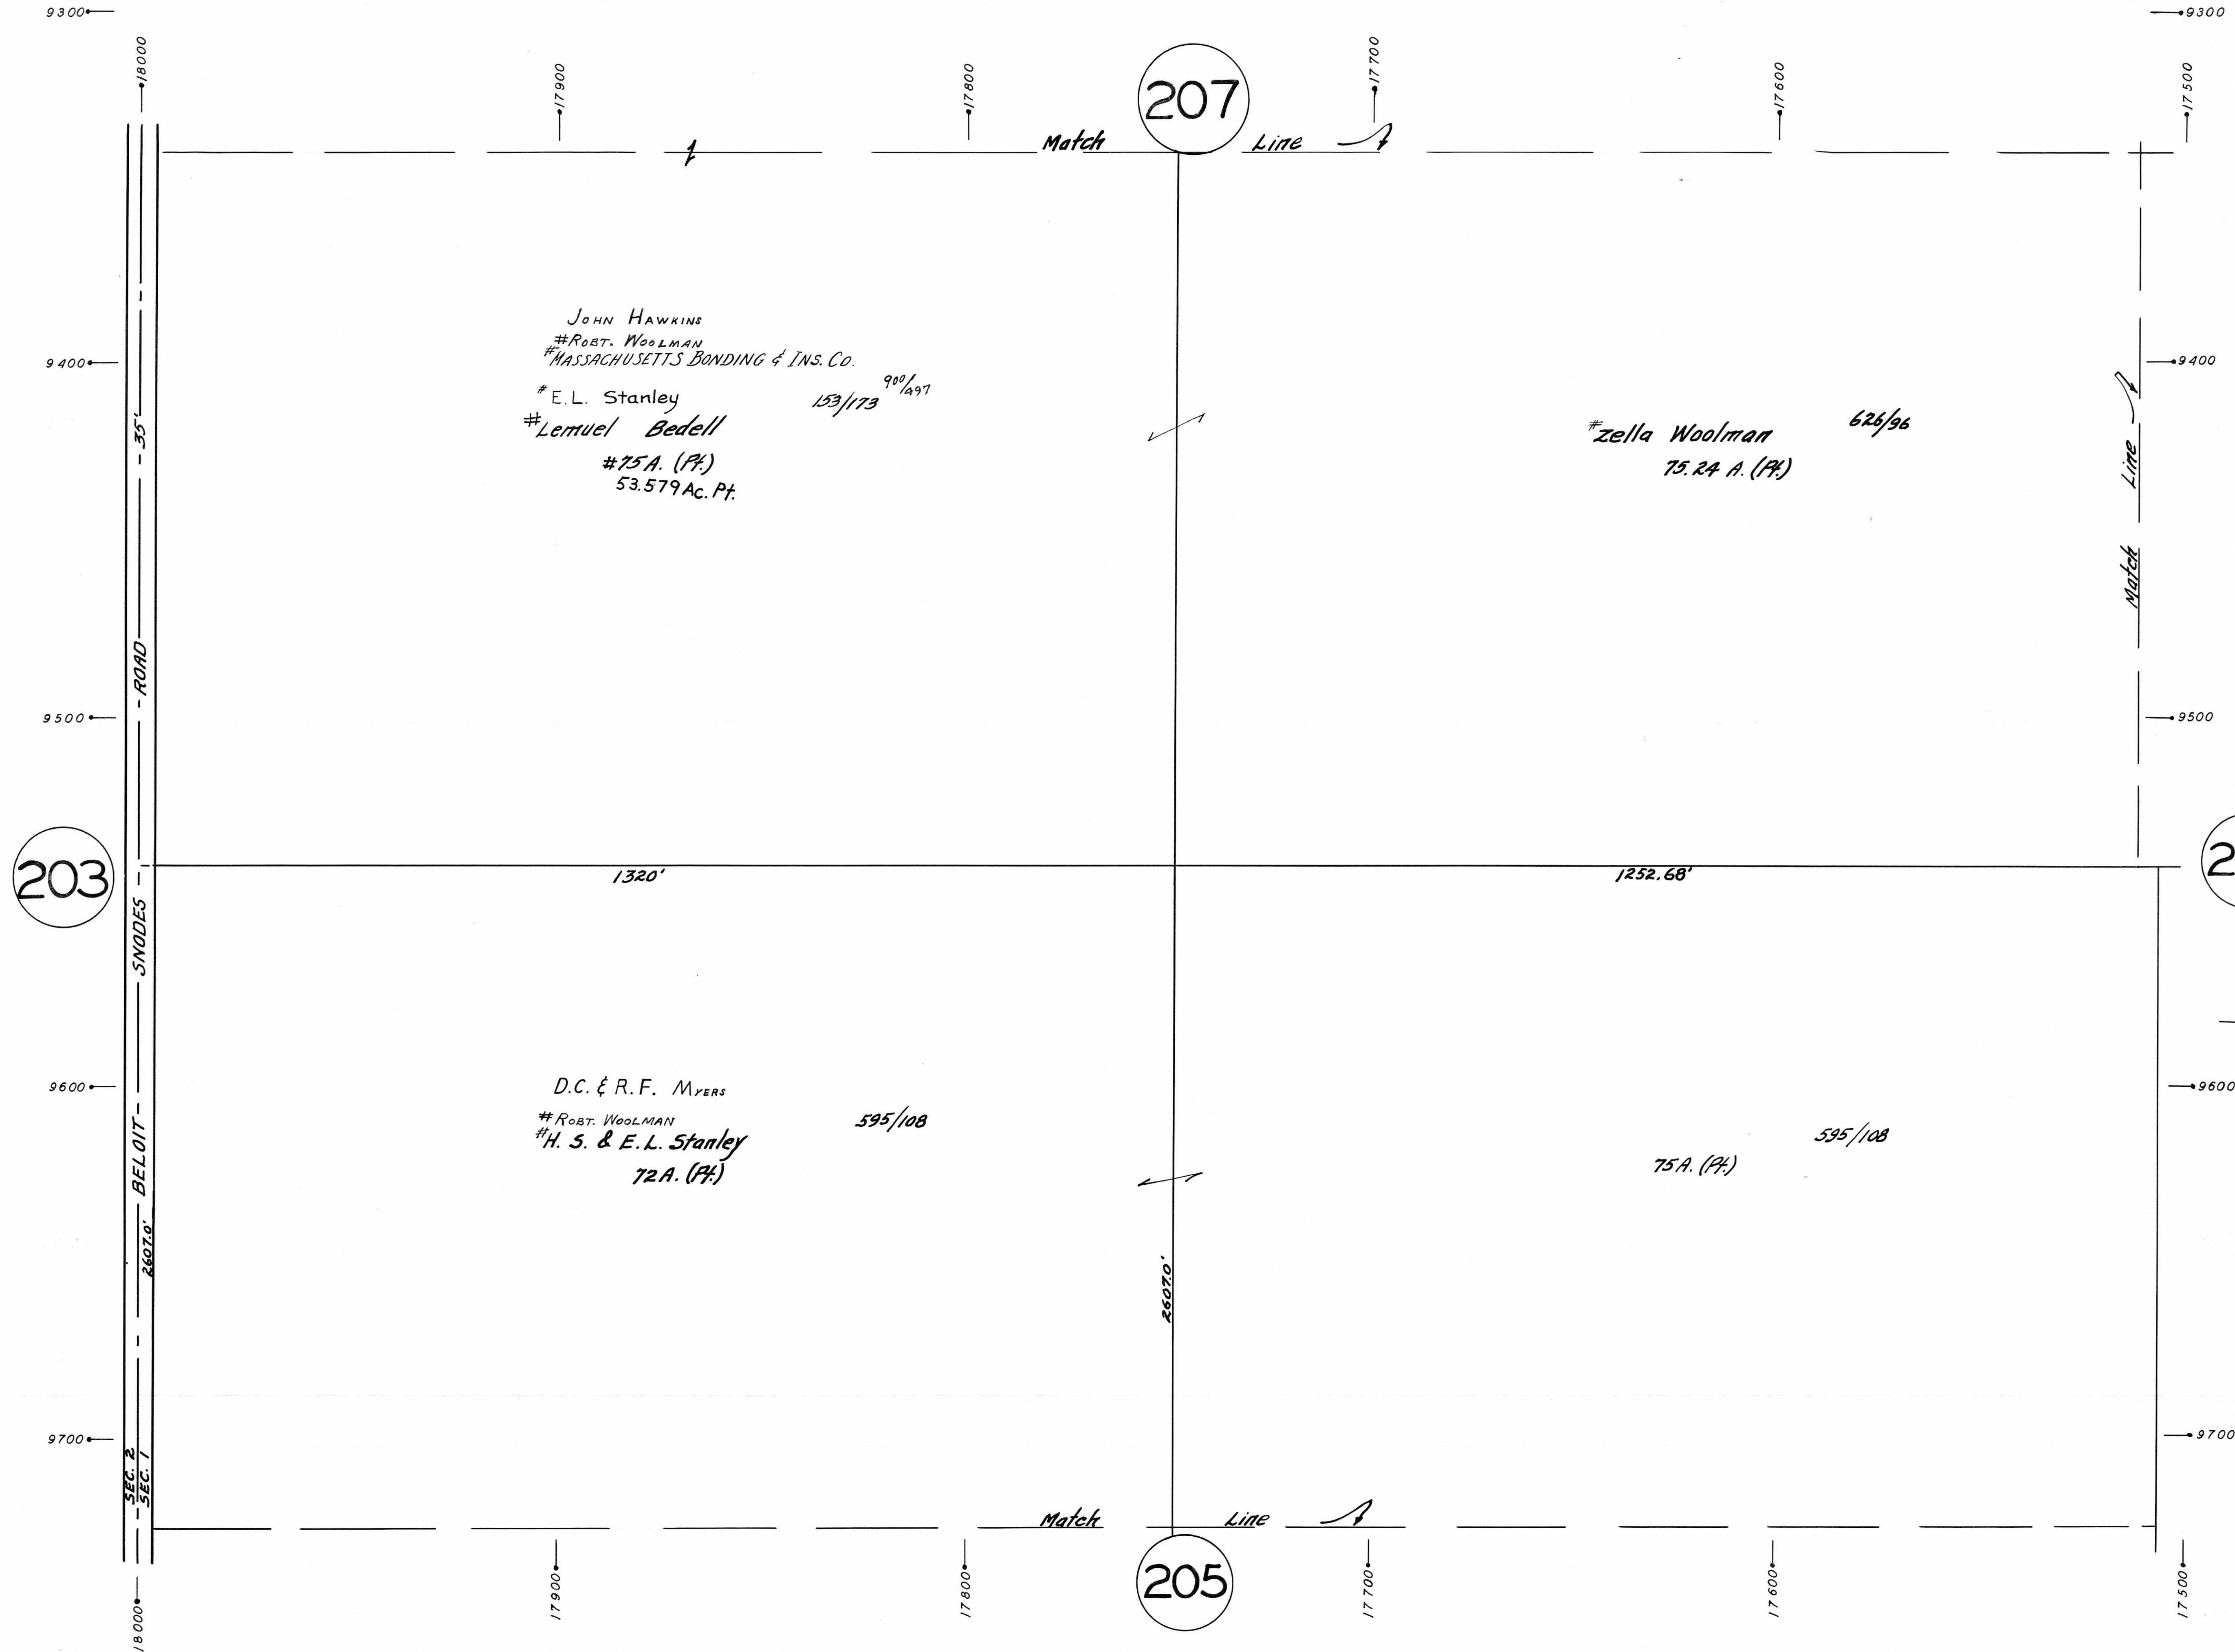 9300
9300
18000
17900
17800
207
17700
17600
17500
Match Line
JOHN HAWKINS
#ROBT. WOOLMAN
#MASSACHUSETTS BONDING & INS. CO.
900/497
#E.L. Stanley 153/173
#Lemuel Bedell
#75A. (Pt.)
53.579 Ac. Pt.
#Zella Woolman 626/96
75.24 A. (Pt.)
9400
9400
Match Line
9500
9500
BELOIT - SNODES - ROAD - 35'
203
1320'
1252.68'
2
9600
9600
D.C. & R.F. MYERS
#ROBT. WOOLMAN 595/108
#H. S. & E.L. Stanley
72A. (Pt.)
595/108
75A. (Pt.)
2607.0'
2607.0'
9700
9700
SEC. 2
SEC. 1
Match Line
18000
17900
17800
205
17700
17600
17500